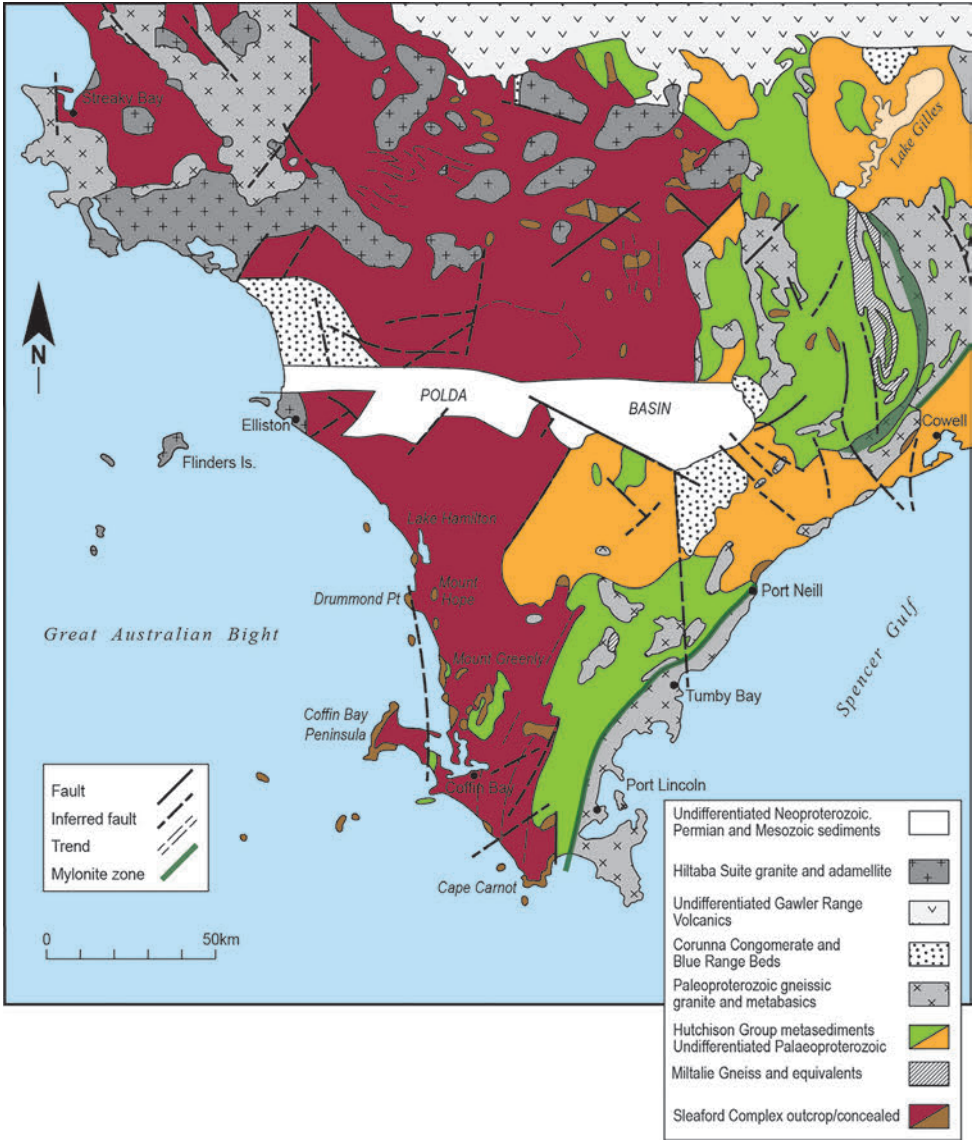 Streaky Bay
Lake Gilles
N
POLDA
BASIN
Elliston
Cowell
Flinders Is.
Lake Hamilton
Drummond Pt
Mount
Hope
Port Neill
Great Australian Bight
Mount Greenly
Spencer Gulf
Tumby Bay
Coffin Bay
Peninsula
Coffin Bay
Port Lincoln
Cape Carnot
Fault
Inferred fault
Trend
Mylonite zone
0 50km
Undifferentiated Neoproterozoic.
Permian and Mesozoic sediments
Hiltaba Suite granite and adamellite
Undifferentiated Gawler Range
Volcanics
Corunna Congomerate and
Blue Range Beds
Paleoproterozoic gneissic
granite and metabasics
Hutchison Group metasediments
Undifferentiated Palaeoproterozoic
Miltalie Gneiss and equivalents
Sleaford Complex outcrop/concealed